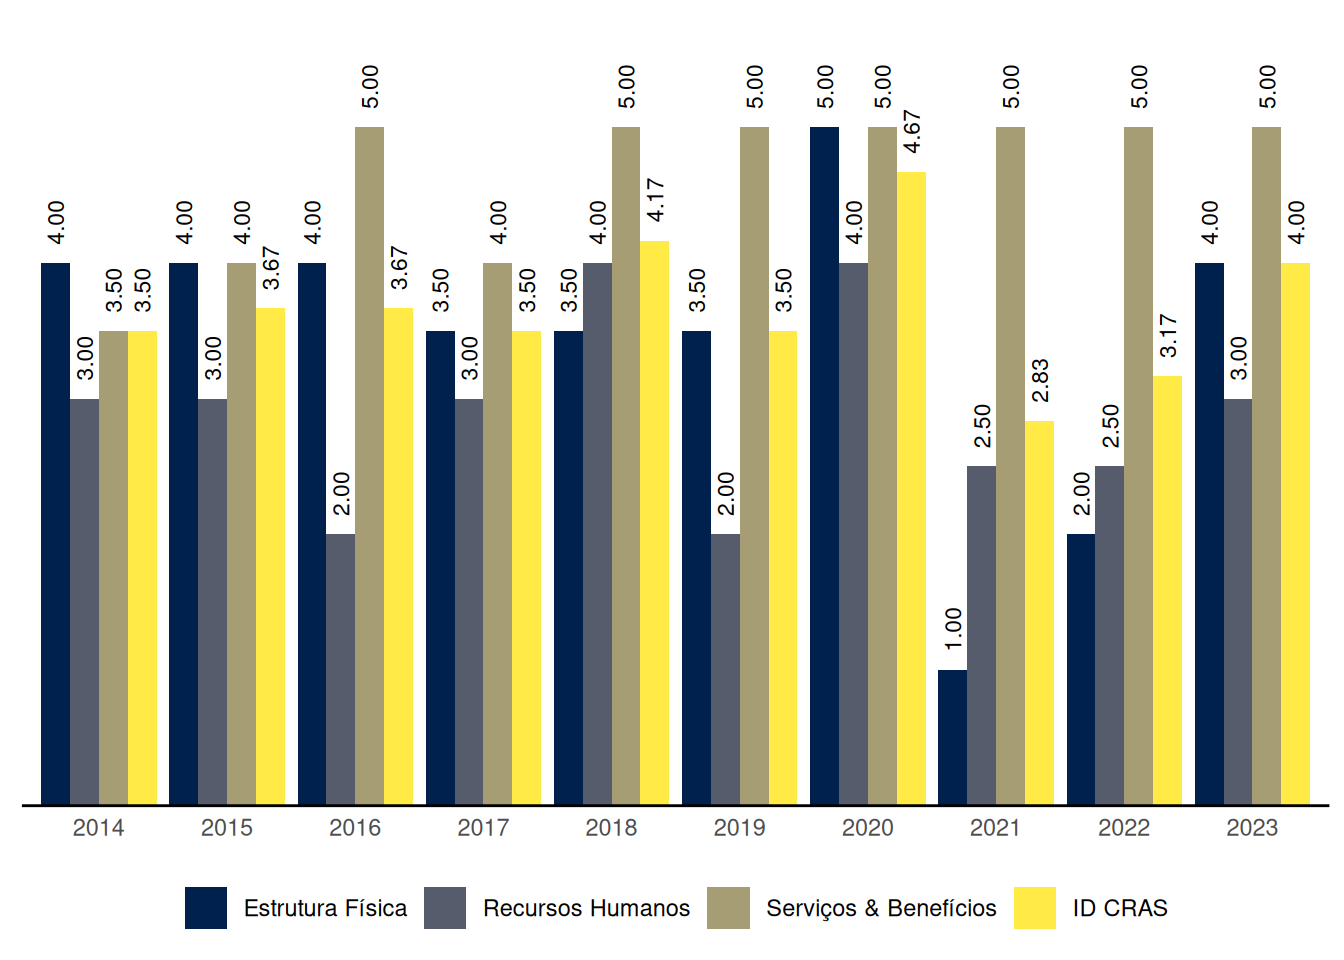 4.00 3.00 3.50 3.50
4.00 3.00 4.00 3.67
4.00 2.00 5.00 3.67
3.50 3.00 4.00 3.50
3.50 4.00 5.00 4.17
3.50 2.00 5.00 3.50
5.00 4.00 5.00 4.67
1.00 2.50 5.00 2.83
2.00 2.50 5.00 3.17
4.00 3.00 5.00 4.00
2014 2015 2016 2017 2018 2019 2020 2021 2022 2023
Estrutura Física Recursos Humanos Serviços & Benefícios ID CRAS